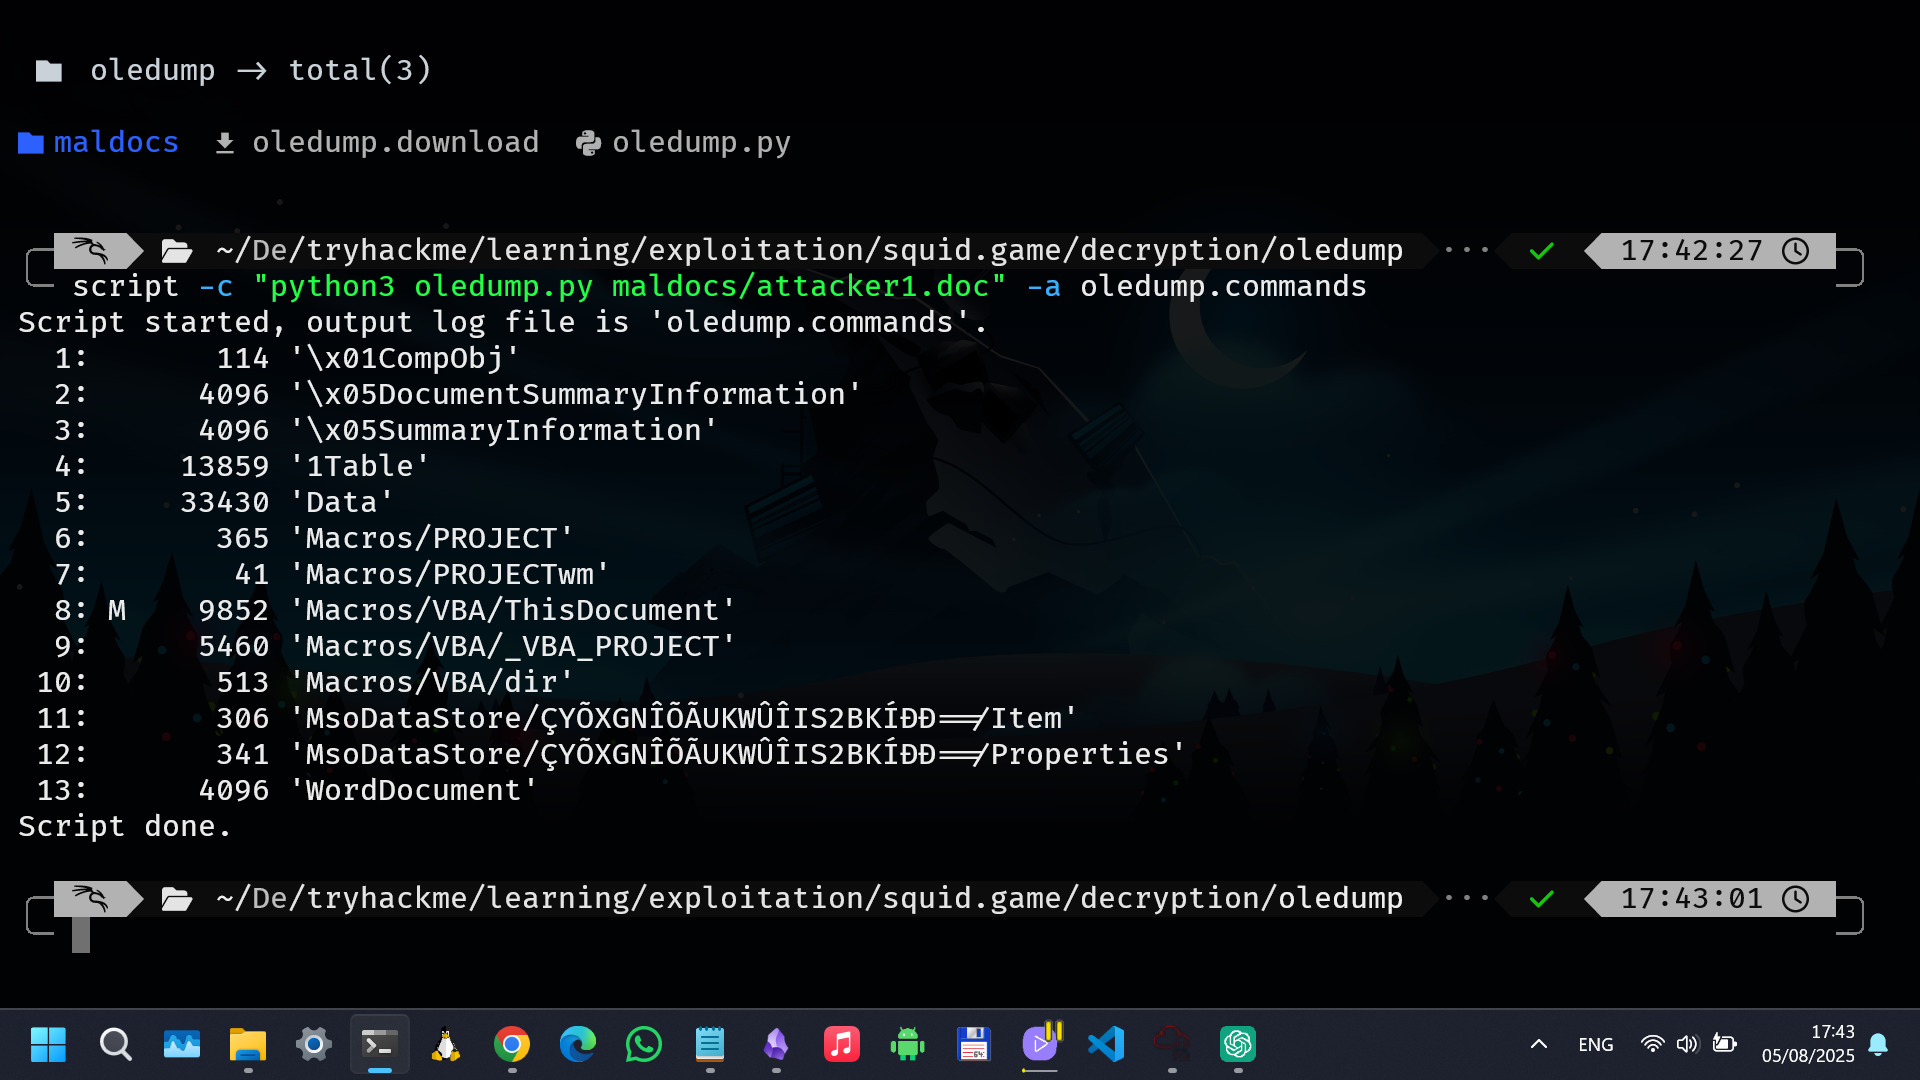 oledump → total(3)
maldocs oledump.download oledump.py
~/De/tryhackme/learning/exploitation/squid.game/decryption/oledump ··· ✓ 17:42:27
script -c "python3 oledump.py maldocs/attacker1.doc" -a oledump.commands
Script started, output log file is 'oledump.commands'.
1: 114 '\x01CompObj'
2: 4096 '\x05DocumentSummaryInformation'
3: 4096 '\x05SummaryInformation'
4: 13859 '1Table'
5: 33430 'Data'
6: 365 'Macros/PROJECT'
7: 41 'Macros/PROJECTwm'
8: M 9852 'Macros/VBA/ThisDocument'
9: 5460 'Macros/VBA/_VBA_PROJECT'
10: 513 'Macros/VBA/dir'
11: 306 'MsoDataStore/ÇYÕXGNÎÕÃUKWÛÎIS2BKÍÐÐ==/Item'
12: 341 'MsoDataStore/ÇYÕXGNÎÕÃUKWÛÎIS2BKÍÐÐ==/Properties'
13: 4096 'WordDocument'
Script done.
~/De/tryhackme/learning/exploitation/squid.game/decryption/oledump ··· ✓ 17:43:01
ENG
17:43
05/08/2025